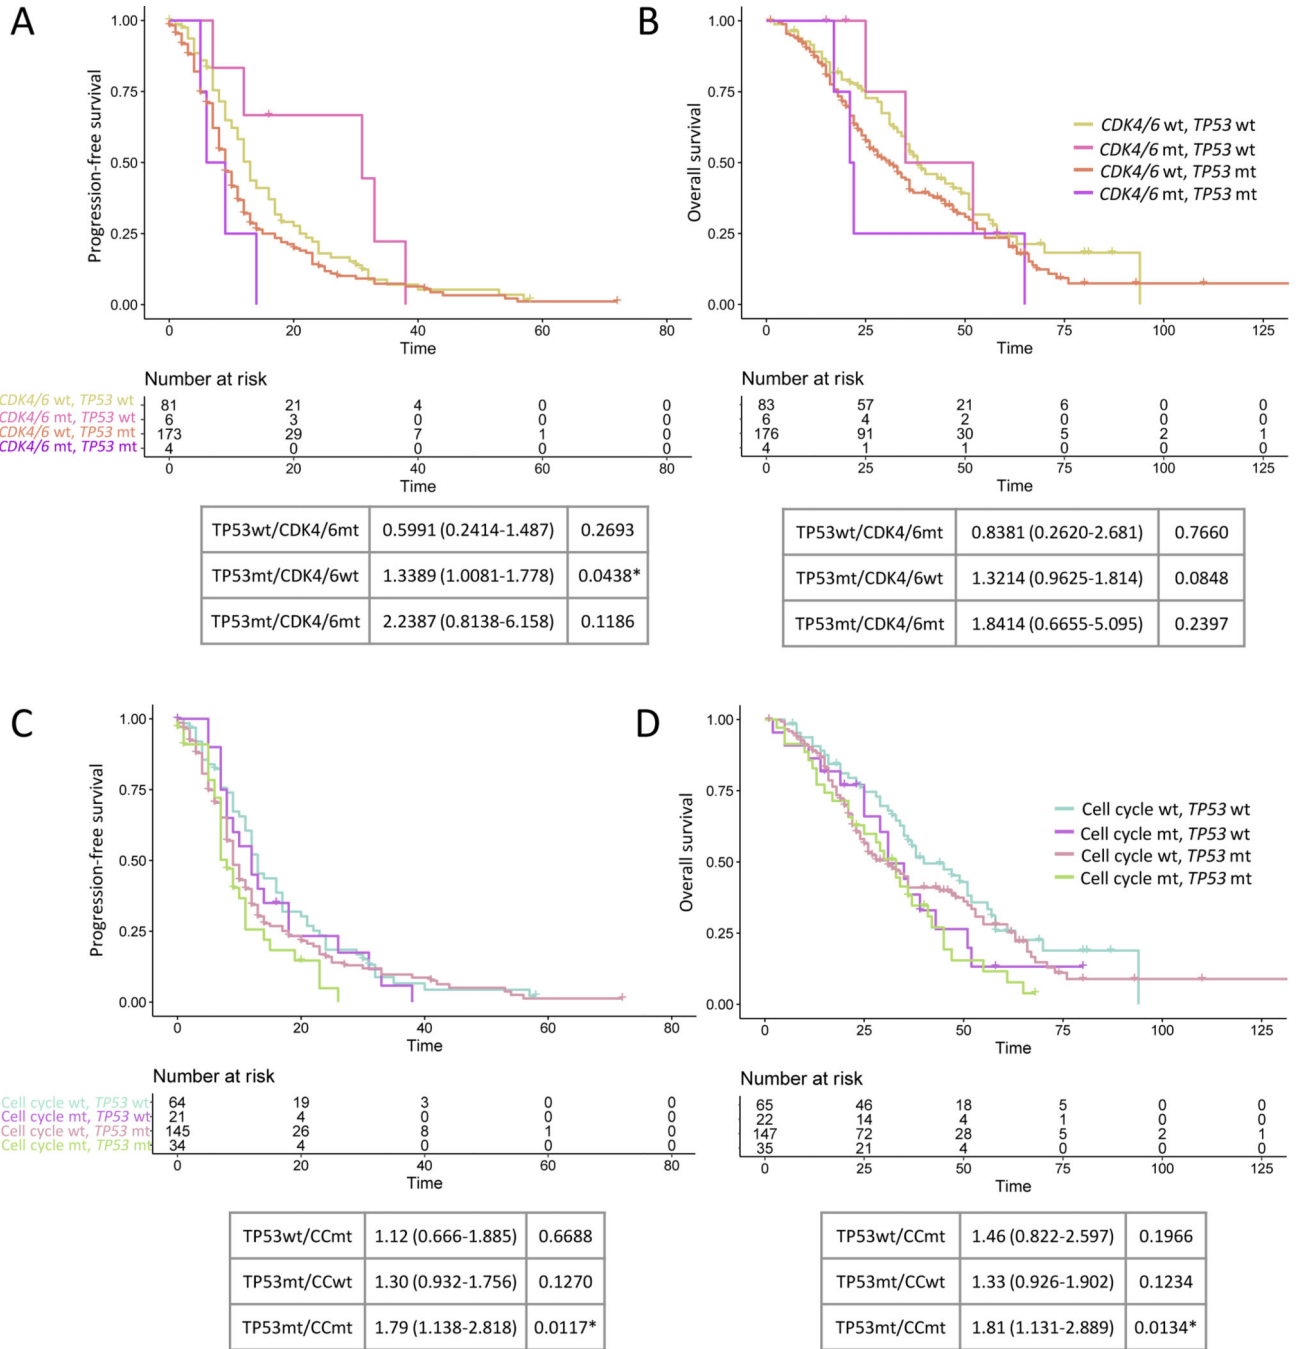 A
Progression-free survival
1.00
0.75
0.50
0.25
0.00
0 20 40 60 80
Time
B
Overall survival
1.00
0.75
0.50
0.25
0.00
0 25 50 75 100 125
Time
CDK4/6 wt, TP53 wt
CDK4/6 mt, TP53 wt
CDK4/6 wt, TP53 mt
CDK4/6 mt, TP53 mt
Number at risk
CDK4/6 wt, TP53 wt 81 21 4 0 0
CDK4/6 mt, TP53 wt 6 3 0 0 0
CDK4/6 wt, TP53 mt 173 29 7 1 0
CDK4/6 mt, TP53 mt 4 0 0 0 0
0 20 40 60 80
Time
Number at risk
83 57 21 6 0 0
6 4 2 0 0 0
176 91 30 5 2 1
4 1 1 0 0 0
0 25 50 75 100 125
Time
TP53wt/CDK4/6mt 0.5991 (0.2414-1.487) 0.2693
TP53mt/CDK4/6wt 1.3389 (1.0081-1.778) 0.0438*
TP53mt/CDK4/6mt 2.2387 (0.8138-6.158) 0.1186
TP53wt/CDK4/6mt 0.8381 (0.2620-2.681) 0.7660
TP53mt/CDK4/6wt 1.3214 (0.9625-1.814) 0.0848
TP53mt/CDK4/6mt 1.8414 (0.6655-5.095) 0.2397
C
Progression-free survival
1.00
0.75
0.50
0.25
0.00
0 20 40 60 80
Time
D
Overall survival
1.00
0.75
0.50
0.25
0.00
0 25 50 75 100 125
Time
Cell cycle wt, TP53 wt
Cell cycle mt, TP53 wt
Cell cycle wt, TP53 mt
Cell cycle mt, TP53 mt
Number at risk
Cell cycle wt, TP53 wt 64 19 3 0 0
Cell cycle mt, TP53 wt 21 4 0 0 0
Cell cycle wt, TP53 mt 145 26 8 1 0
Cell cycle mt, TP53 mt 34 4 0 0 0
0 20 40 60 80
Time
Number at risk
65 46 18 5 0 0
22 14 4 1 0 0
147 72 28 5 2 1
35 21 4 0 0 0
0 25 50 75 100 125
Time
TP53wt/CCmt 1.12 (0.666-1.885) 0.6688
TP53mt/CCwt 1.30 (0.932-1.756) 0.1270
TP53mt/CCmt 1.79 (1.138-2.818) 0.0117*
TP53wt/CCmt 1.46 (0.822-2.597) 0.1966
TP53mt/CCwt 1.33 (0.926-1.902) 0.1234
TP53mt/CCmt 1.81 (1.131-2.889) 0.0134*